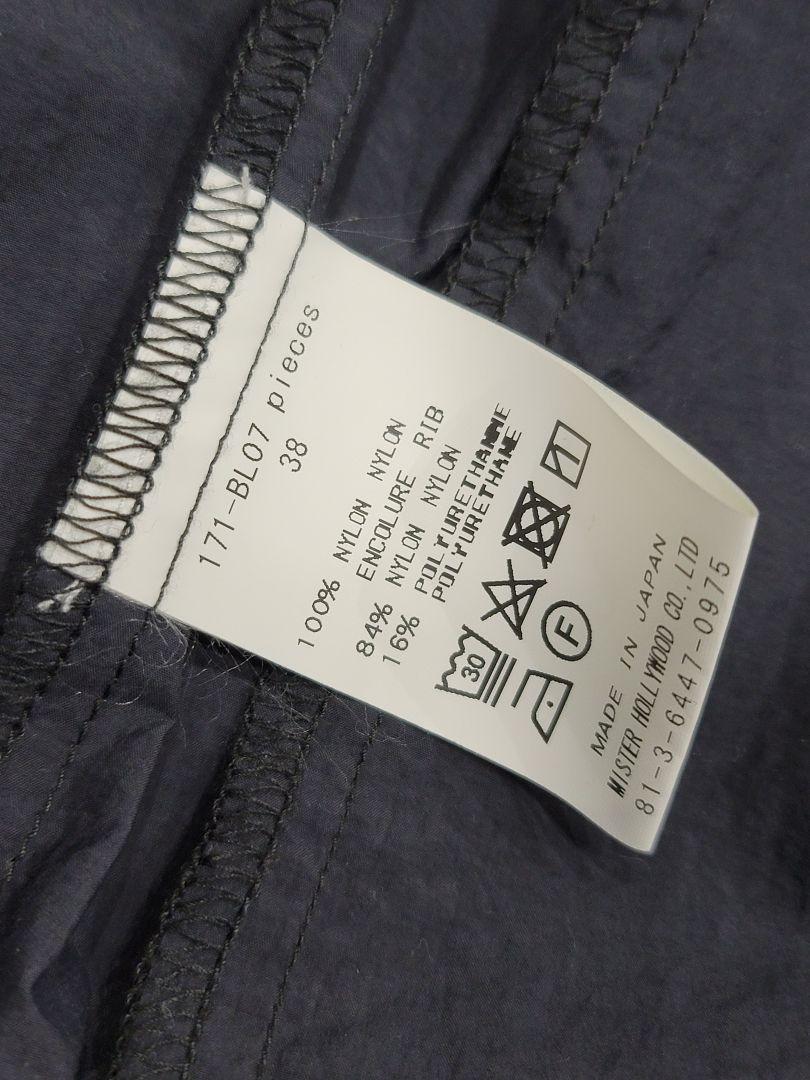 171-BL07 pieces
38
100% NYLON NYLON
ENCOLURE RIB
84% NYLON NYLON
16% POLYURETHANNE
POLYURETHANE
30
F
MADE IN JAPAN
MISTER HOLLYWOOD CO.,LTD
81-3-6447-0975